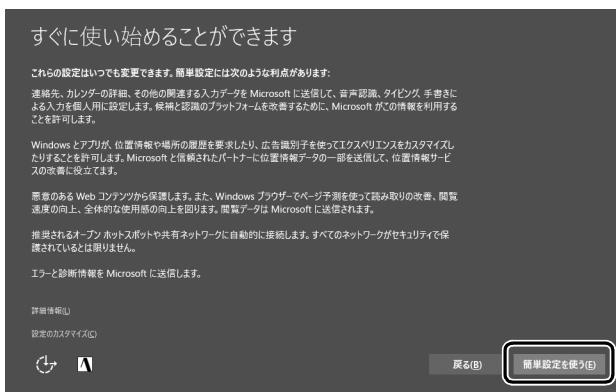 すぐに使い始めることができます
これらの設定はいつでも変更できます。簡単設定には次のような利点があります:
連絡先、カレンダーの詳細、その他の関連する入力データを Microsoft に送信して、音声認識、タイピング、手書きに
よる入力を個人用に設定します。候補と認識のプラットフォームを改善するために、Microsoft がこの情報を利用する
ことを許可します。
Windows とアプリが、位置情報や場所の履歴を要求したり、広告識別子を使ってエクスペリエンスをカスタマイズし
たりすることを許可します。Microsoft と信頼されたパートナーに位置情報データの一部を送信して、位置情報サービ
スの改善に役立てます。
悪意のある Web コンテンツから保護します。また、Windows ブラウザーでページ予測を使って読み取りの改善、閲覧
速度の向上、全体的な使用感の向上を図ります。閲覧データは Microsoft に送信されます。
推奨されるオープン ホットスポットや共有ネットワークに自動的に接続します。すべてのネットワークがセキュリティで保
護されているとは限りません。
エラーと診断情報を Microsoft に送信します。
詳細情報(L)
設定のカスタマイズ(C)
A
戻る(B)
簡単設定を使う(E)